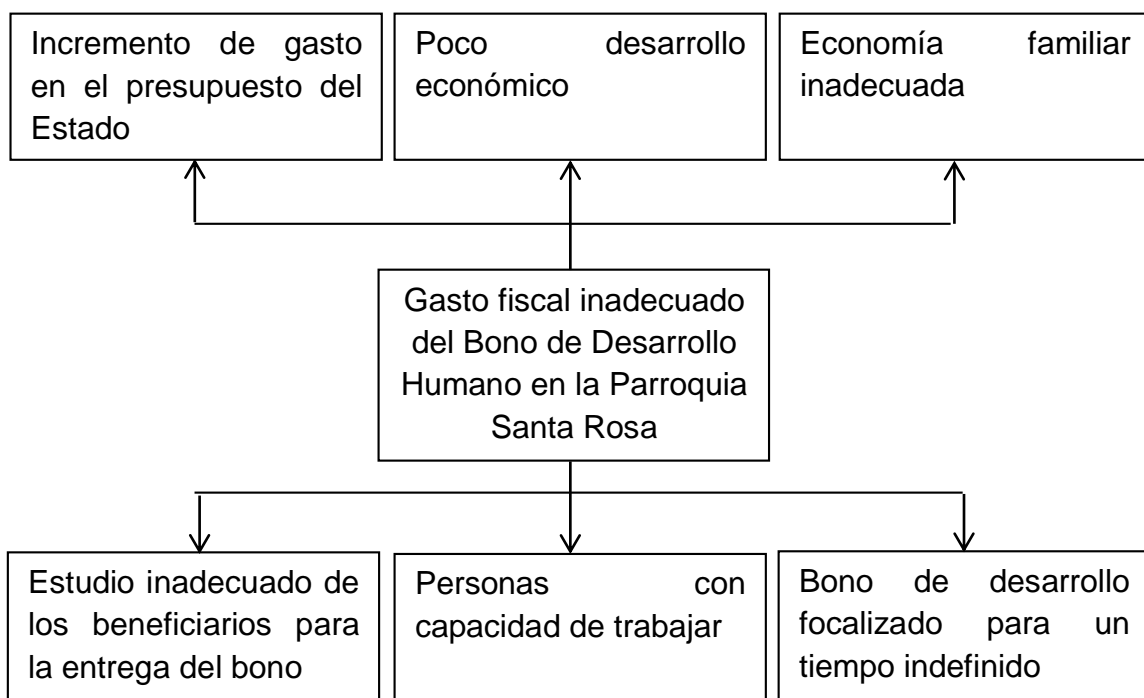 Incremento de gasto
en el presupuesto del
Estado
Poco desarrollo
económico
Economía familiar
inadecuada
Gasto fiscal inadecuado
del Bono de Desarrollo
Humano en la Parroquia
Santa Rosa
Estudio inadecuado de
los beneficiarios para
la entrega del bono
Personas con
capacidad de trabajar
Bono de desarrollo
focalizado para un
tiempo indefinido